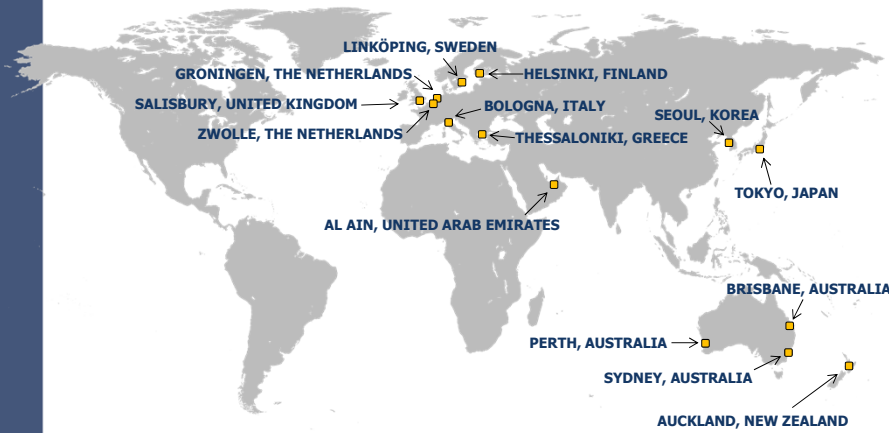 LINKÖPING, SWEDEN
GRONINGEN, THE NETHERLANDS
HELSINKI, FINLAND
SALISBURY, UNITED KINGDOM
BOLOGNA, ITALY
SEOUL, KOREA
ZWOLLE, THE NETHERLANDS
THESSALONIKI, GREECE
TOKYO, JAPAN
AL AIN, UNITED ARAB EMIRATES
BRISBANE, AUSTRALIA
PERTH, AUSTRALIA
SYDNEY, AUSTRALIA
AUCKLAND, NEW ZEALAND